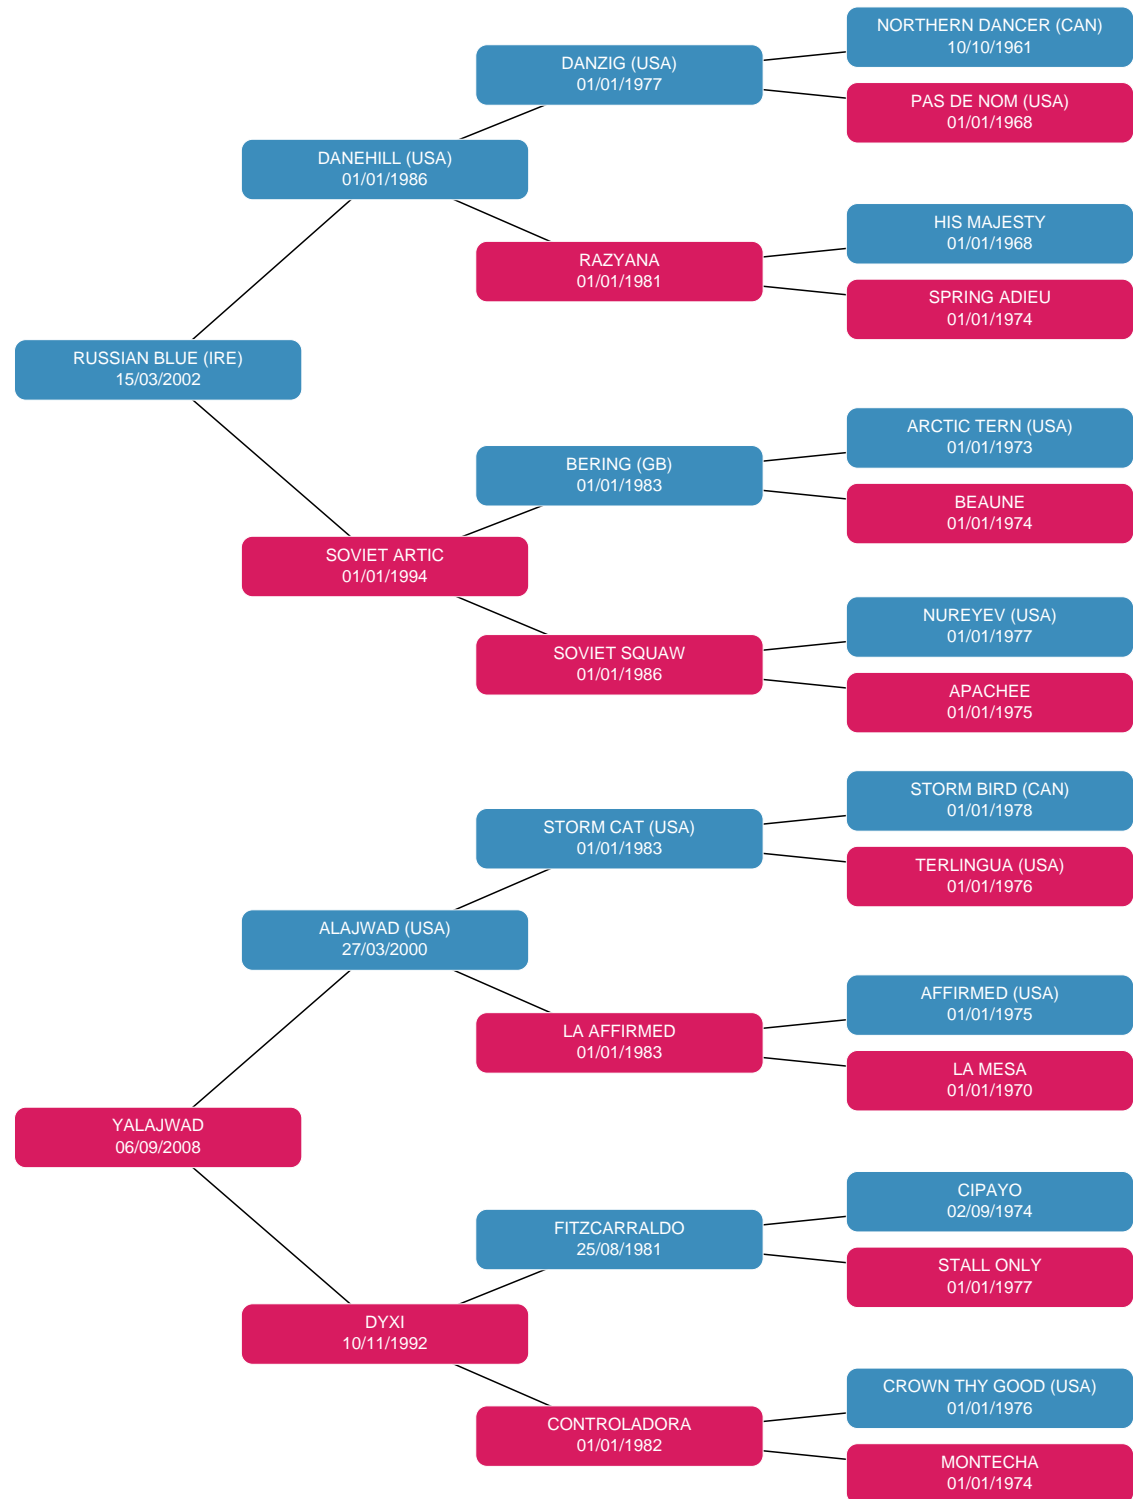 NORTHERN DANCER (CAN)
10/10/1961
DANZIG (USA)
01/01/1977
PAS DE NOM (USA)
01/01/1968
DANEHILL (USA)
01/01/1986
HIS MAJESTY
01/01/1968
RAZYANA
01/01/1981
SPRING ADIEU
01/01/1974
RUSSIAN BLUE (IRE)
15/03/2002
ARCTIC TERN (USA)
01/01/1973
BERING (GB)
01/01/1983
BEAUNE
01/01/1974
SOVIET ARTIC
01/01/1994
NUREYEV (USA)
01/01/1977
SOVIET SQUAW
01/01/1986
APACHEE
01/01/1975
STORM BIRD (CAN)
01/01/1978
STORM CAT (USA)
01/01/1983
TERLINGUA (USA)
01/01/1976
ALAJWAD (USA)
27/03/2000
AFFIRMED (USA)
01/01/1975
LA AFFIRMED
01/01/1983
LA MESA
01/01/1970
YALAJWAD
06/09/2008
CIPAYO
02/09/1974
FITZCARRALDO
25/08/1981
STALL ONLY
01/01/1977
DYXI
10/11/1992
CROWN THY GOOD (USA)
01/01/1976
CONTROLADORA
01/01/1982
MONTECHA
01/01/1974